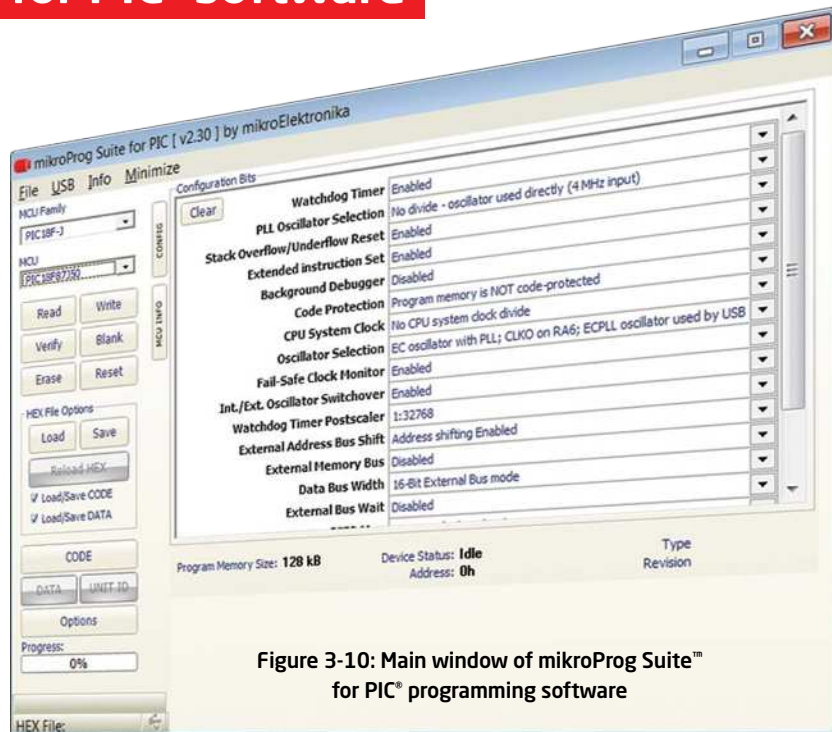 for PIC® software
mikroProg Suite for PIC [ v2.30 ] by mikroElektronika
File USB Info Minimize
MCU Family
PIC18F-J
MCU
PIC18F87J50
Read Write
Verify Blank
Erase Reset
HEX File Options
Load Save
Reload HEX
Load/Save CODE
Load/Save DATA
CODE
DATA UNIT ID
Options
Progress:
0%
HEX File:
CONFIG
MCU INFO
Configuration Bits
Clear
Watchdog Timer Enabled
PLL Oscillator Selection No divide - oscillator used directly (4 MHz input)
Stack Overflow/Underflow Reset Enabled
Extended instruction Set Enabled
Background Debugger Disabled
Code Protection Program memory is NOT code-protected
CPU System Clock No CPU system clock divide
Oscillator Selection EC oscillator with PLL; CLKO on RA6; ECPLL oscillator used by USB
Fail-Safe Clock Monitor Enabled
Int./Ext. Oscillator Switchover Enabled
Watchdog Timer Postscaler 1:32768
External Address Bus Shift Address shifting Enabled
External Memory Bus Disabled
Data Bus Width 16-Bit External Bus mode
External Bus Wait Disabled
Program Memory Size: 128 kB
Device Status: Idle
Address: 0h
Type
Revision
Figure 3-10: Main window of mikroProg Suite™
for PIC® programming software